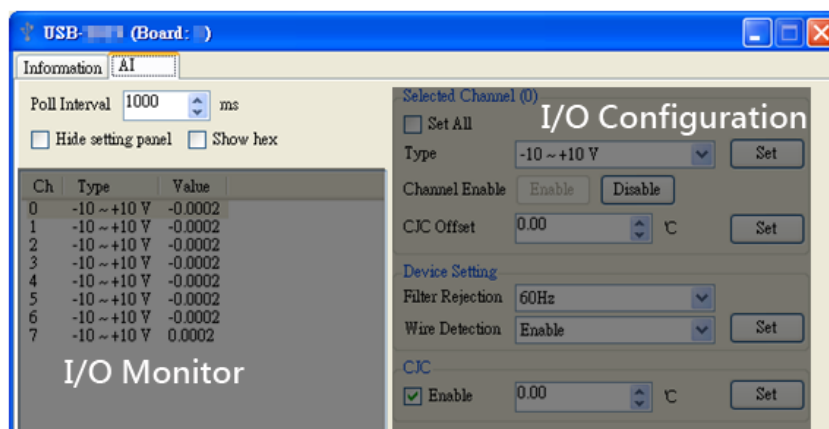 USB- (Board: )
Information AI
Poll Interval 1000 ms
Hide setting panel Show hex
Ch Type Value
0 -10 ~ +10 V -0.0002
1 -10 ~ +10 V -0.0002
2 -10 ~ +10 V -0.0002
3 -10 ~ +10 V -0.0002
4 -10 ~ +10 V -0.0002
5 -10 ~ +10 V -0.0002
6 -10 ~ +10 V -0.0002
7 -10 ~ +10 V 0.0002
I/O Monitor
Selected Channel (0)
Set All
I/O Configuration
Type -10 ~ +10 V Set
Channel Enable Enable Disable
CJC Offset 0.00 ℃ Set
Device Setting
Filter Rejection 60Hz
Wire Detection Enable Set
CJC
Enable 0.00 ℃ Set